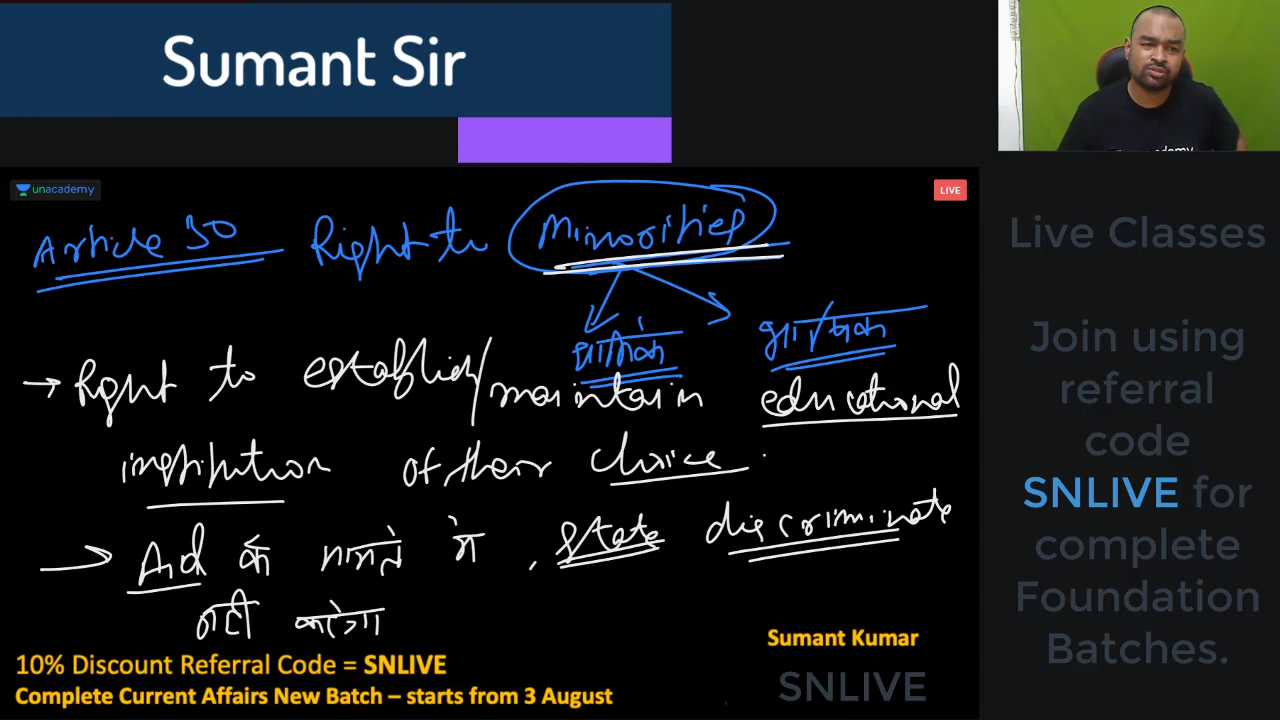 Sumant Sir
unacademy
LIVE
Article 30 Right to Minorities
धार्मिक भाषायिक
→ Right to establish/maintain educational
institution of their choice.
→ Aid के मामले में, state discriminate
नहीं करेगा
Sumant Kumar
10% Discount Referral Code = SNLIVE
Complete Current Affairs New Batch – starts from 3 August
SNLIVE
Live Classes
Join using
referral
code
SNLIVE for
complete
Foundation
Batches.